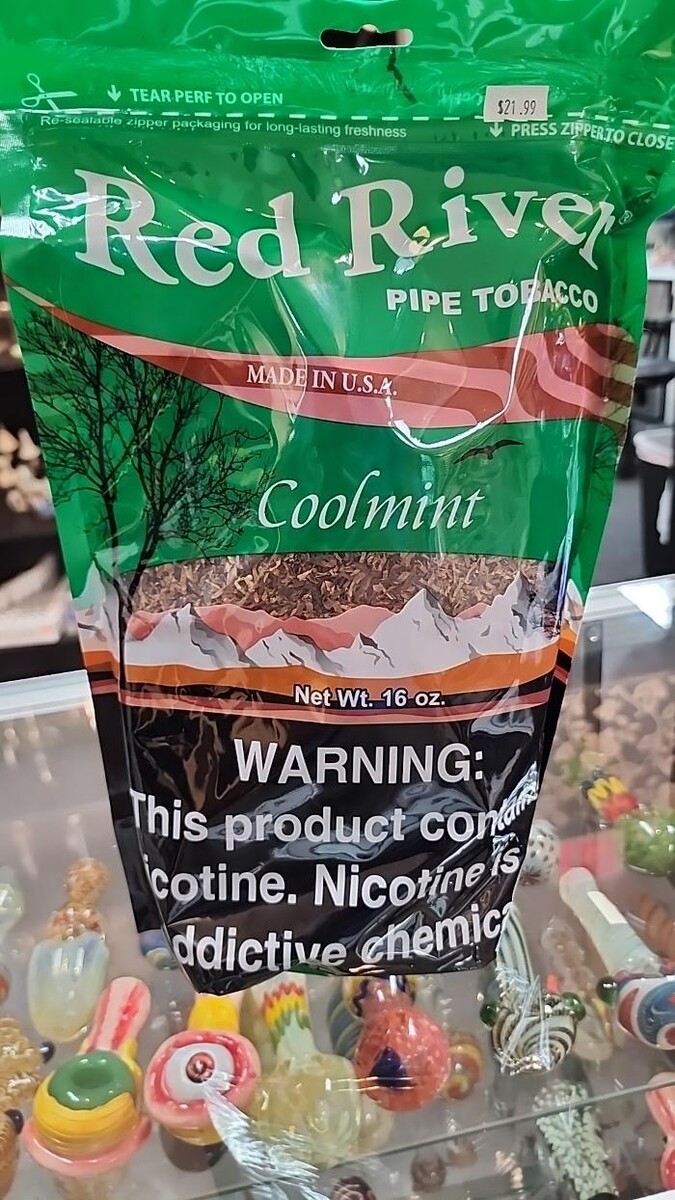 TEAR PERF TO OPEN
$21.99
Re-sealable zipper packaging for long-lasting freshness
PRESS ZIPPER TO CLOSE
Red River®
PIPE TOBACCO
MADE IN U.S.A.
Coolmint
Net Wt. 16 oz.
WARNING:
This product contains
icotine. Nicotine is
ddictive chemic